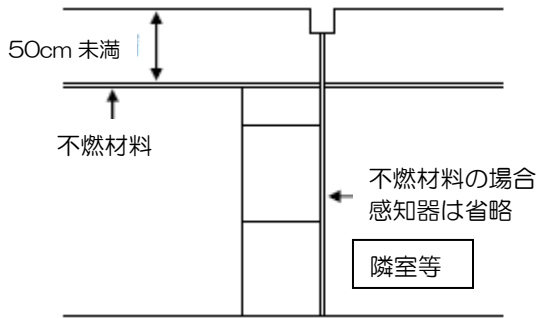 50cm 未満
不燃材料
不燃材料の場合
感知器は省略
隣室等